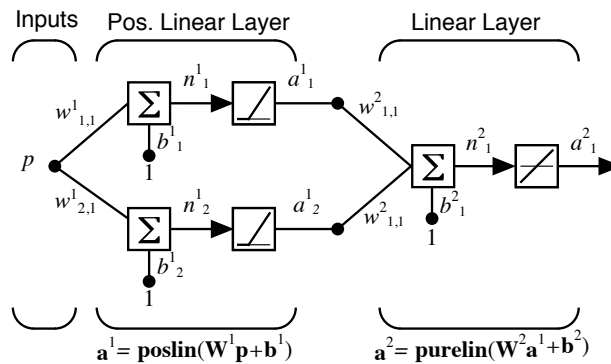 Inputs
Pos. Linear Layer
Linear Layer
p
w¹₁,₁
w¹₂,₁
Σ
n¹₁
a¹₁
b¹₁
1
Σ
n¹₂
a¹₂
b¹₂
1
w²₁,₁
w²₁,₁
Σ
n²₁
a²₁
b²₁
1
a¹= poslin(W¹p+b¹)
a²= purelin(W²a¹+b²)